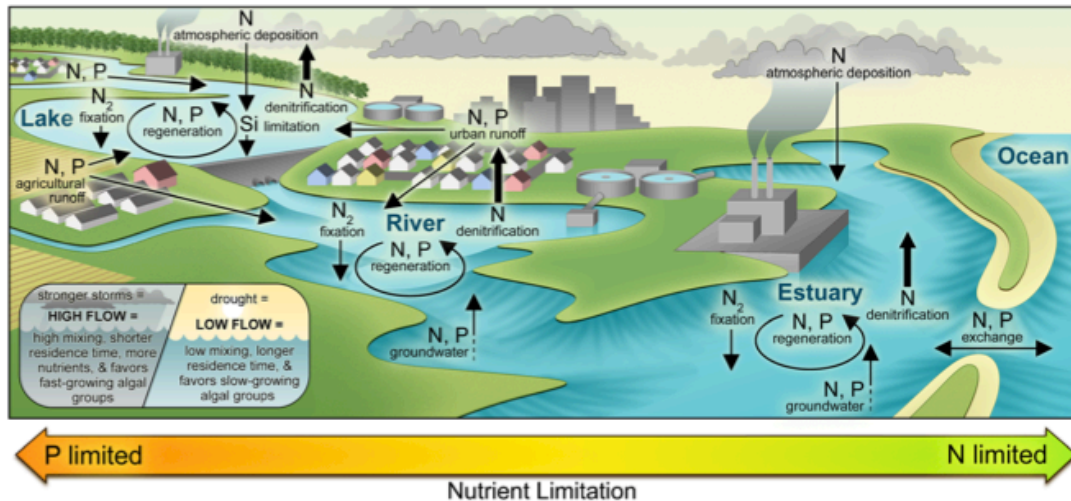 N
atmospheric deposition
N, P
N
denitrification
N
atmospheric deposition
Lake
N2
fixation
N, P
regeneration
Si limitation
N, P
urban runoff
Ocean
N, P
agricultural
runoff
N2
fixation
River
N
denitrification
N, P
regeneration
N, P
groundwater
N2
fixation
Estuary
N, P
regeneration
N
denitrification
N, P
exchange
N, P
groundwater
stronger storms =
HIGH FLOW =
high mixing, shorter
residence time, more
nutrients, & favors
fast-growing algal
groups
drought =
LOW FLOW =
low mixing, longer
residence time, &
favors slow-growing
algal groups
P limited
N limited
Nutrient Limitation